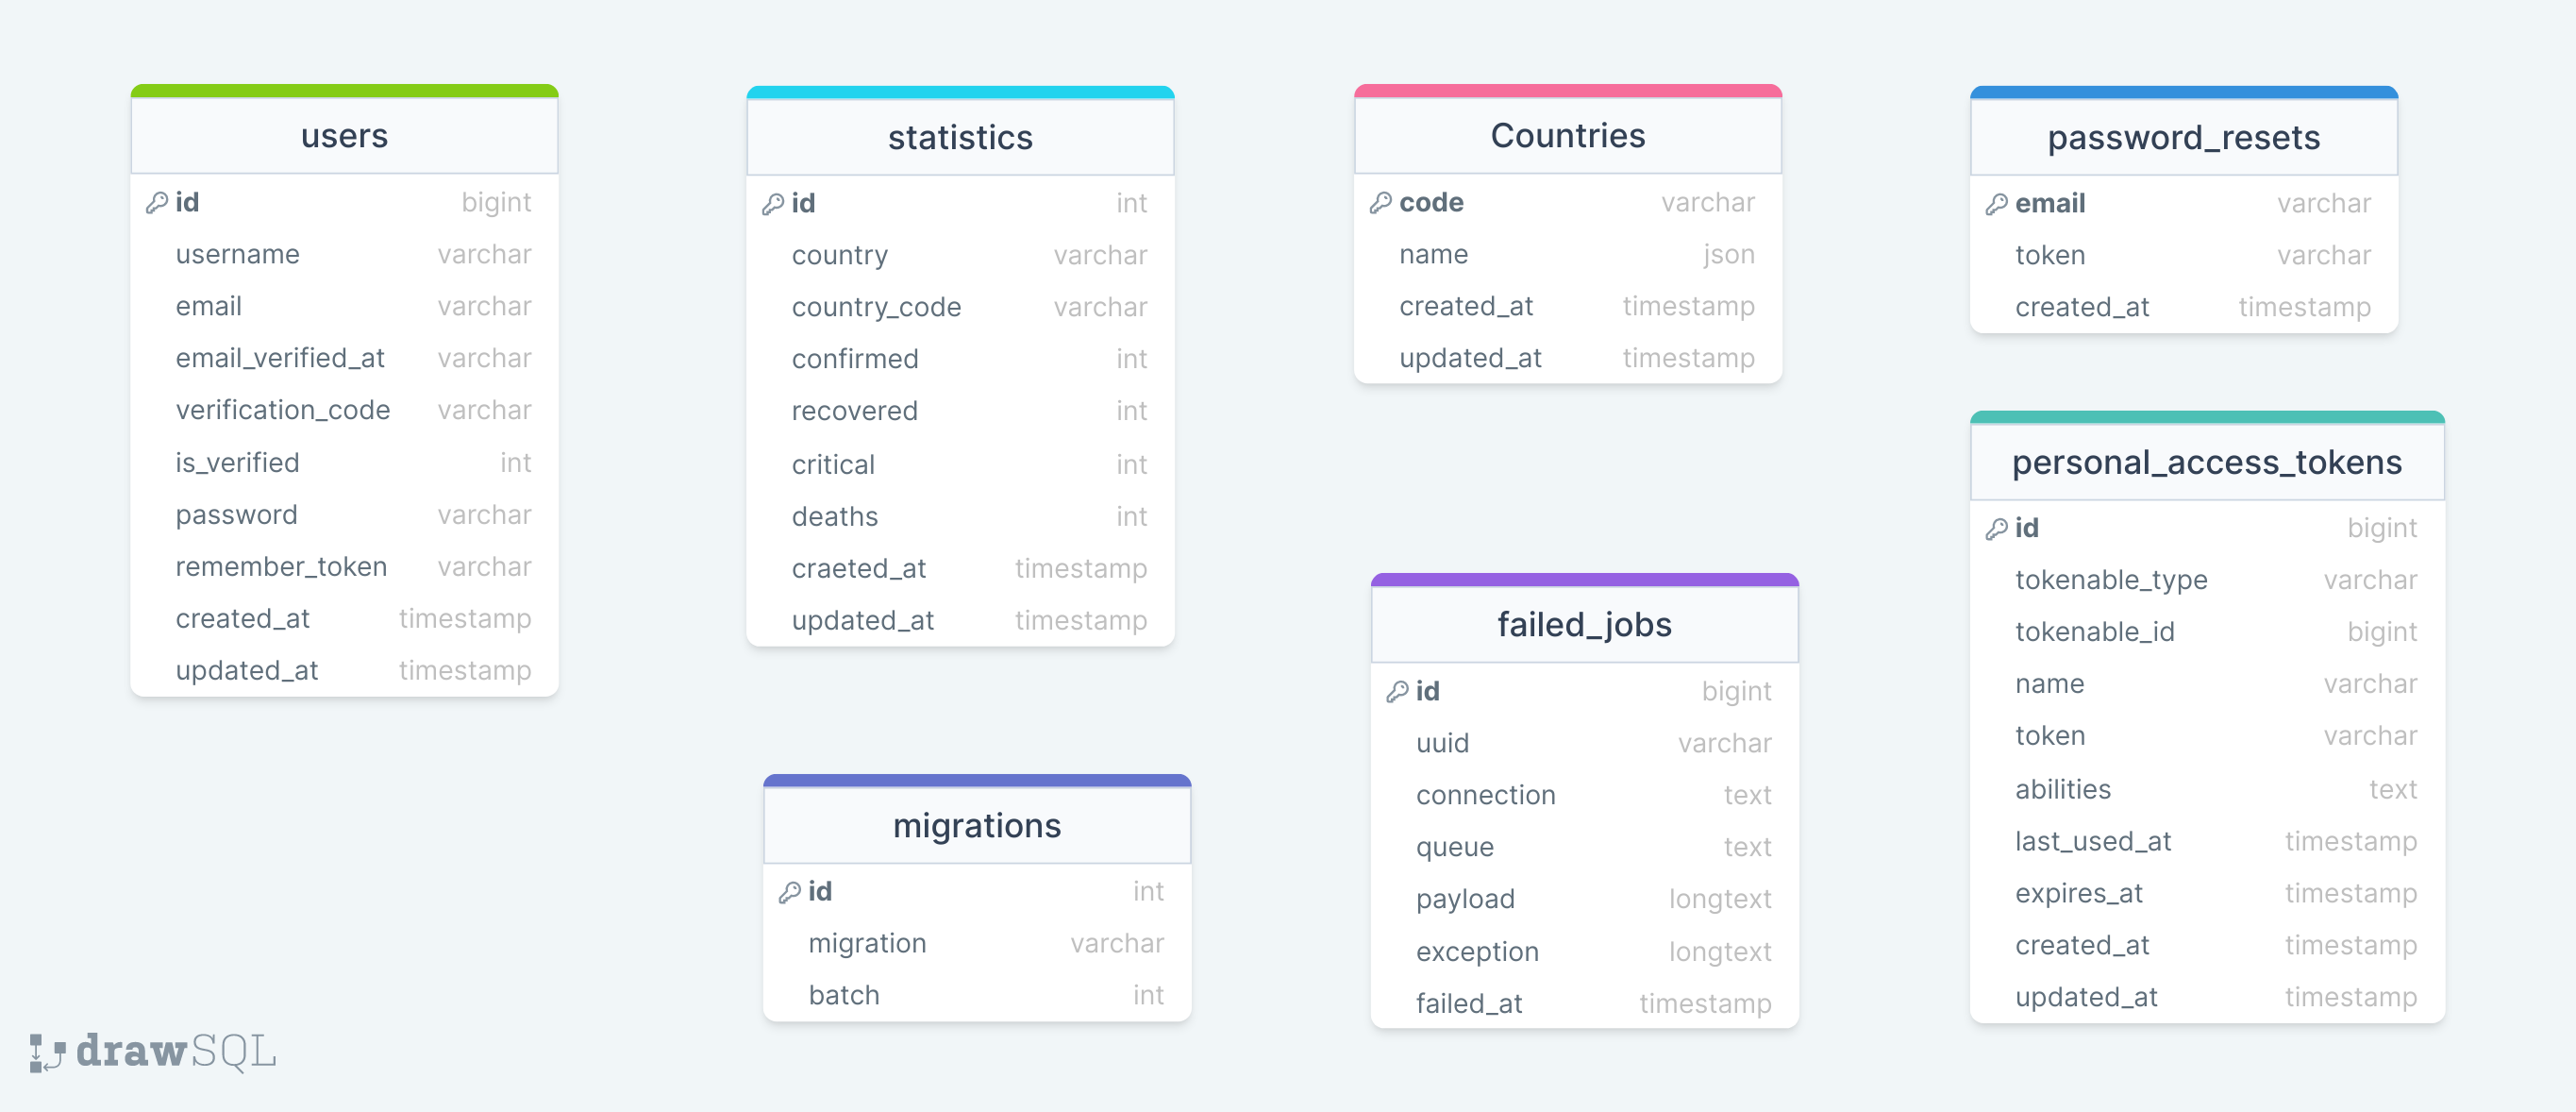 users
id bigint
username varchar
email varchar
email_verified_at varchar
verification_code varchar
is_verified int
password varchar
remember_token varchar
created_at timestamp
updated_at timestamp
statistics
id int
country varchar
country_code varchar
confirmed int
recovered int
critical int
deaths int
craeted_at timestamp
updated_at timestamp
Countries
code varchar
name json
created_at timestamp
updated_at timestamp
password_resets
email varchar
token varchar
created_at timestamp
personal_access_tokens
id bigint
tokenable_type varchar
tokenable_id bigint
name varchar
token varchar
abilities text
last_used_at timestamp
expires_at timestamp
created_at timestamp
updated_at timestamp
failed_jobs
id bigint
uuid varchar
connection text
queue text
payload longtext
exception longtext
failed_at timestamp
migrations
id int
migration varchar
batch int
drawSQL